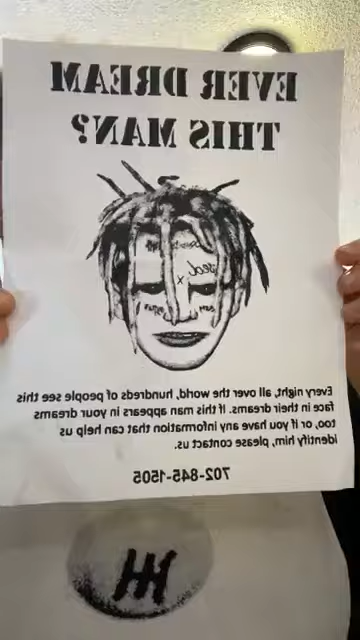 EVER DREAM
THIS MAN?
Every night, all over the world, hundreds of people see this
face in their dreams. If this man appears in your dreams
too, or if you have any information that can help us
identify him, please contact us.
702-845-1505